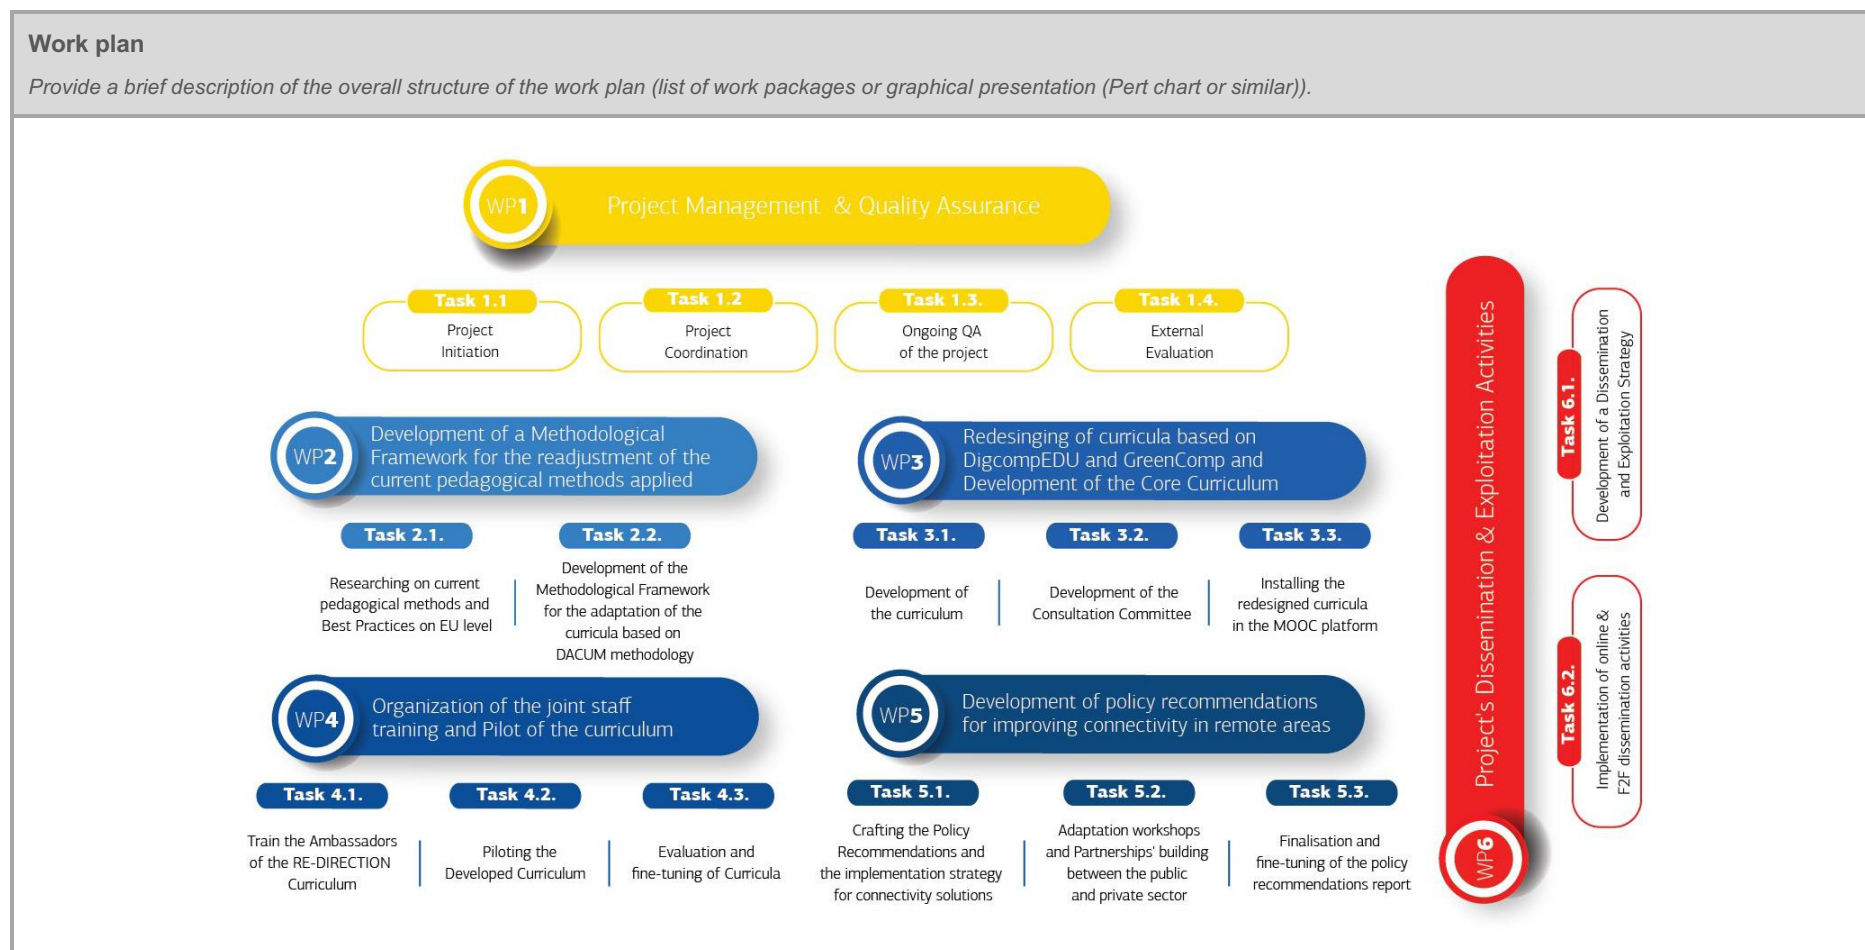 Work plan
Provide a brief description of the overall structure of the work plan (list of work packages or graphical presentation (Pert chart or similar)).
WP1
Project Management & Quality Assurance
Task 1.1
Project
Initiation
Task 1.2
Project
Coordination
Task 1.3.
Ongoing QA
of the project
Task 1.4.
External
Evaluation
WP2
Development of a Methodological
Framework for the readjustment of the
current pedagogical methods applied
Task 2.1.
Researching on current
pedagogical methods and
Best Practices on EU level
Task 2.2.
Development of the
Methodological Framework
for the adaptation of the
curricula based on
DACUM methodology
WP3
Redesinging of curricula based on
DigcompEDU and GreenComp and
Development of the Core Curriculum
Task 3.1.
Development of
the curriculum
Task 3.2.
Development of the
Consultation Committee
Task 3.3.
Installing the
redesigned curricula
in the MOOC platform
WP4
Organization of the joint staff
training and Pilot of the curriculum
Task 4.1.
Train the Ambassadors
of the RE-DIRECTION
Curriculum
Task 4.2.
Piloting the
Developed Curriculum
Task 4.3.
Evaluation and
fine-tuning of Curricula
WP5
Development of policy recommendations
for improving connectivity in remote areas
Task 5.1.
Crafting the Policy
Recommendations and
the implementation strategy
for connectivity solutions
Task 5.2.
Adaptation workshops
and Partnerships' building
between the public
and private sector
Task 5.3.
Finalisation and
fine-tuning of the policy
recommendations report
WP6
Project's Dissemination & Exploitation Activities
Task 6.1.
Development of a Dissemination
and Exploitation Strategy
Task 6.2.
Implementation of online &
F2F dissemination activities